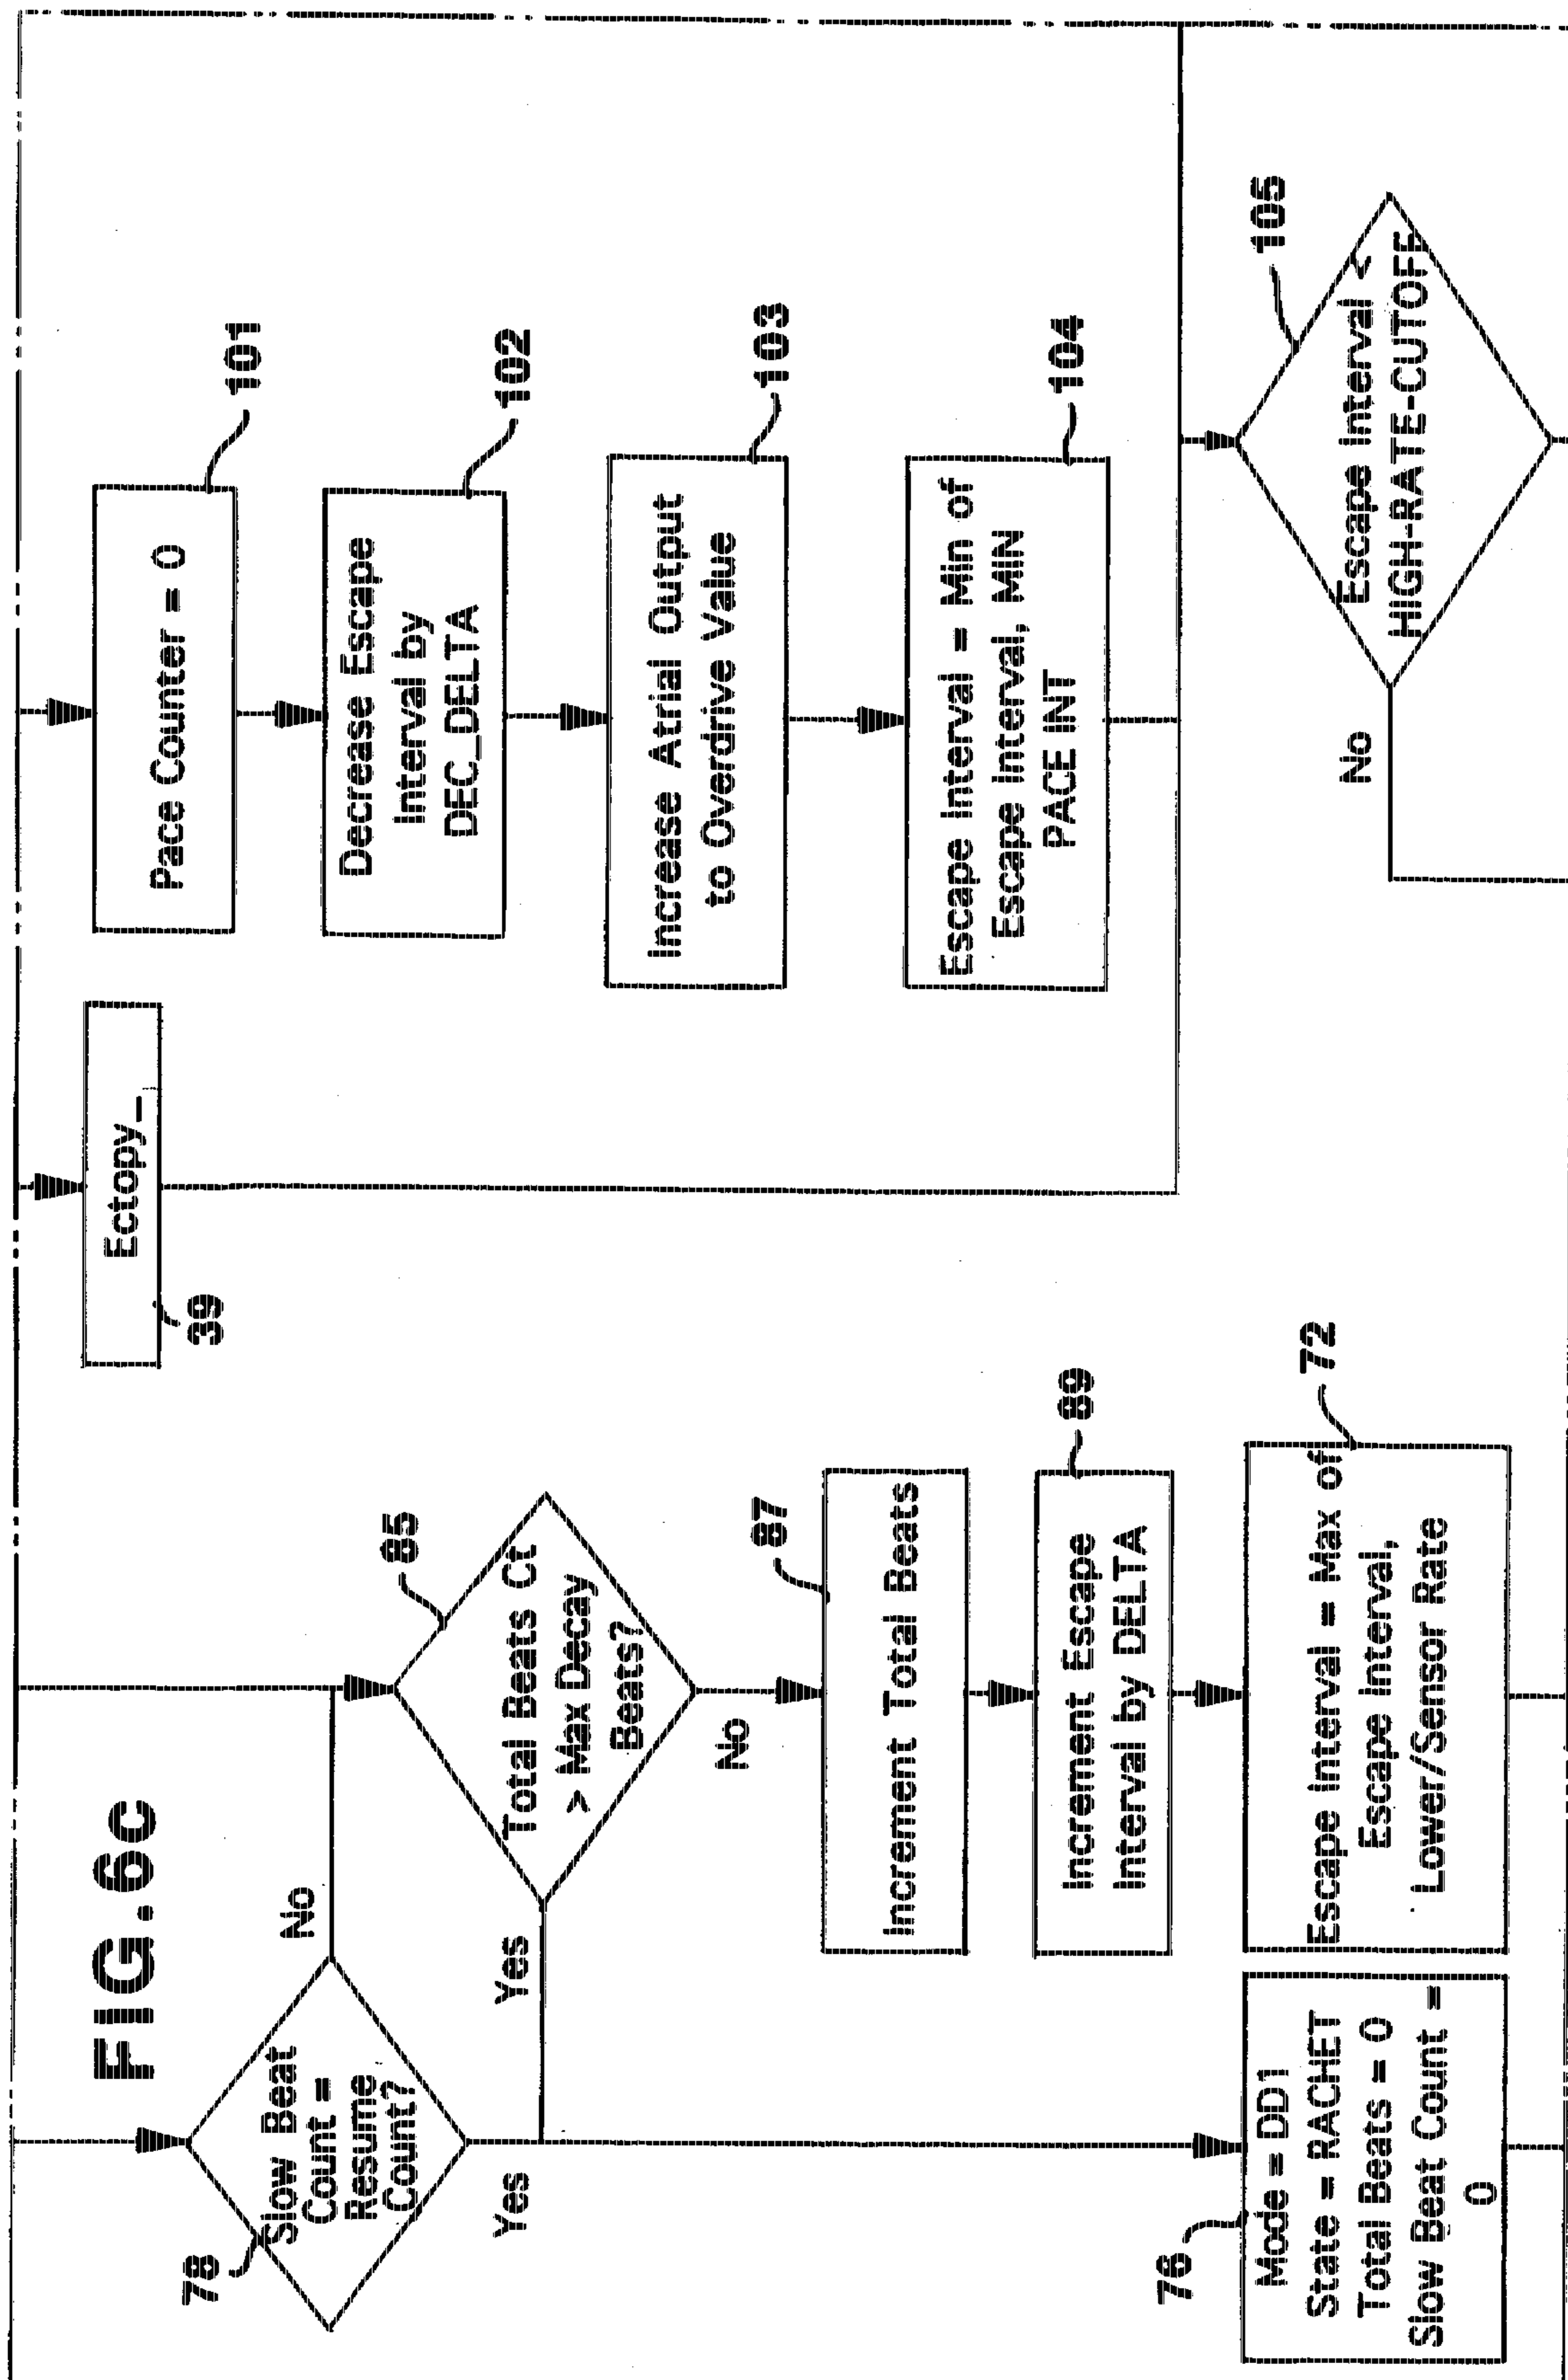 FIG.6C
78
Slow Beat
Count =
Resume
Count?
No
Yes
85
Total Beats Ct
> Max Decay
Beats?
Yes
No
87
Increment Total Beats
89
Increment Escape
Interval by DELTA
72
Escape Interval = Max of
Escape Interval,
Lower/Sensor Rate
76
Mode = DD1
State = RACHET
Total Beats = 0
Slow Beat Count =
0
Ectopy_
39
Pace Counter = 0
101
Decrease Escape
Interval by
DEC_DELTA
102
Increase Atrial Output
to Overdrive Value
103
Escape Interval = Min of
Escape Interval, MIN
PACE INT
104
Escape Interval <
HIGH-RATE-CUTOFF
105
No